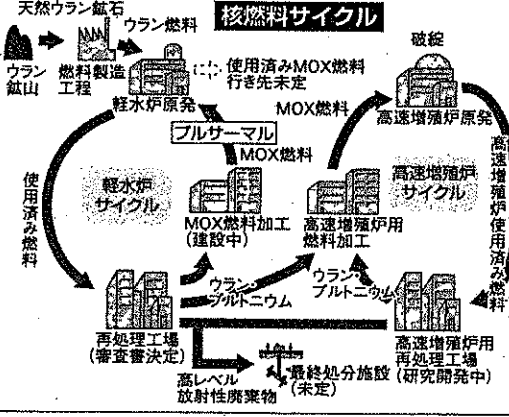 核燃料サイクル
天然ウラン鉱石
ウラン燃料
ウラン
鉱山
燃料製造
工程
軽水炉原発
使用済みMOX燃料
行き先未定
破綻
高速増殖炉原発
MOX燃料
プルサーマル
MOX燃料
使用済み燃料
軽水炉
サイクル
高速増殖炉
サイクル
高速増殖炉使用済み燃料
MOX燃料加工
(建設中)
高速増殖炉用
燃料加工
ウラン・
プルトニウム
ウラン・
プルトニウム
再処理工場
(審査書決定)
高速増殖炉用
再処理工場
(研究開発中)
高レベル
放射性廃棄物
最終処分施設
(未定)